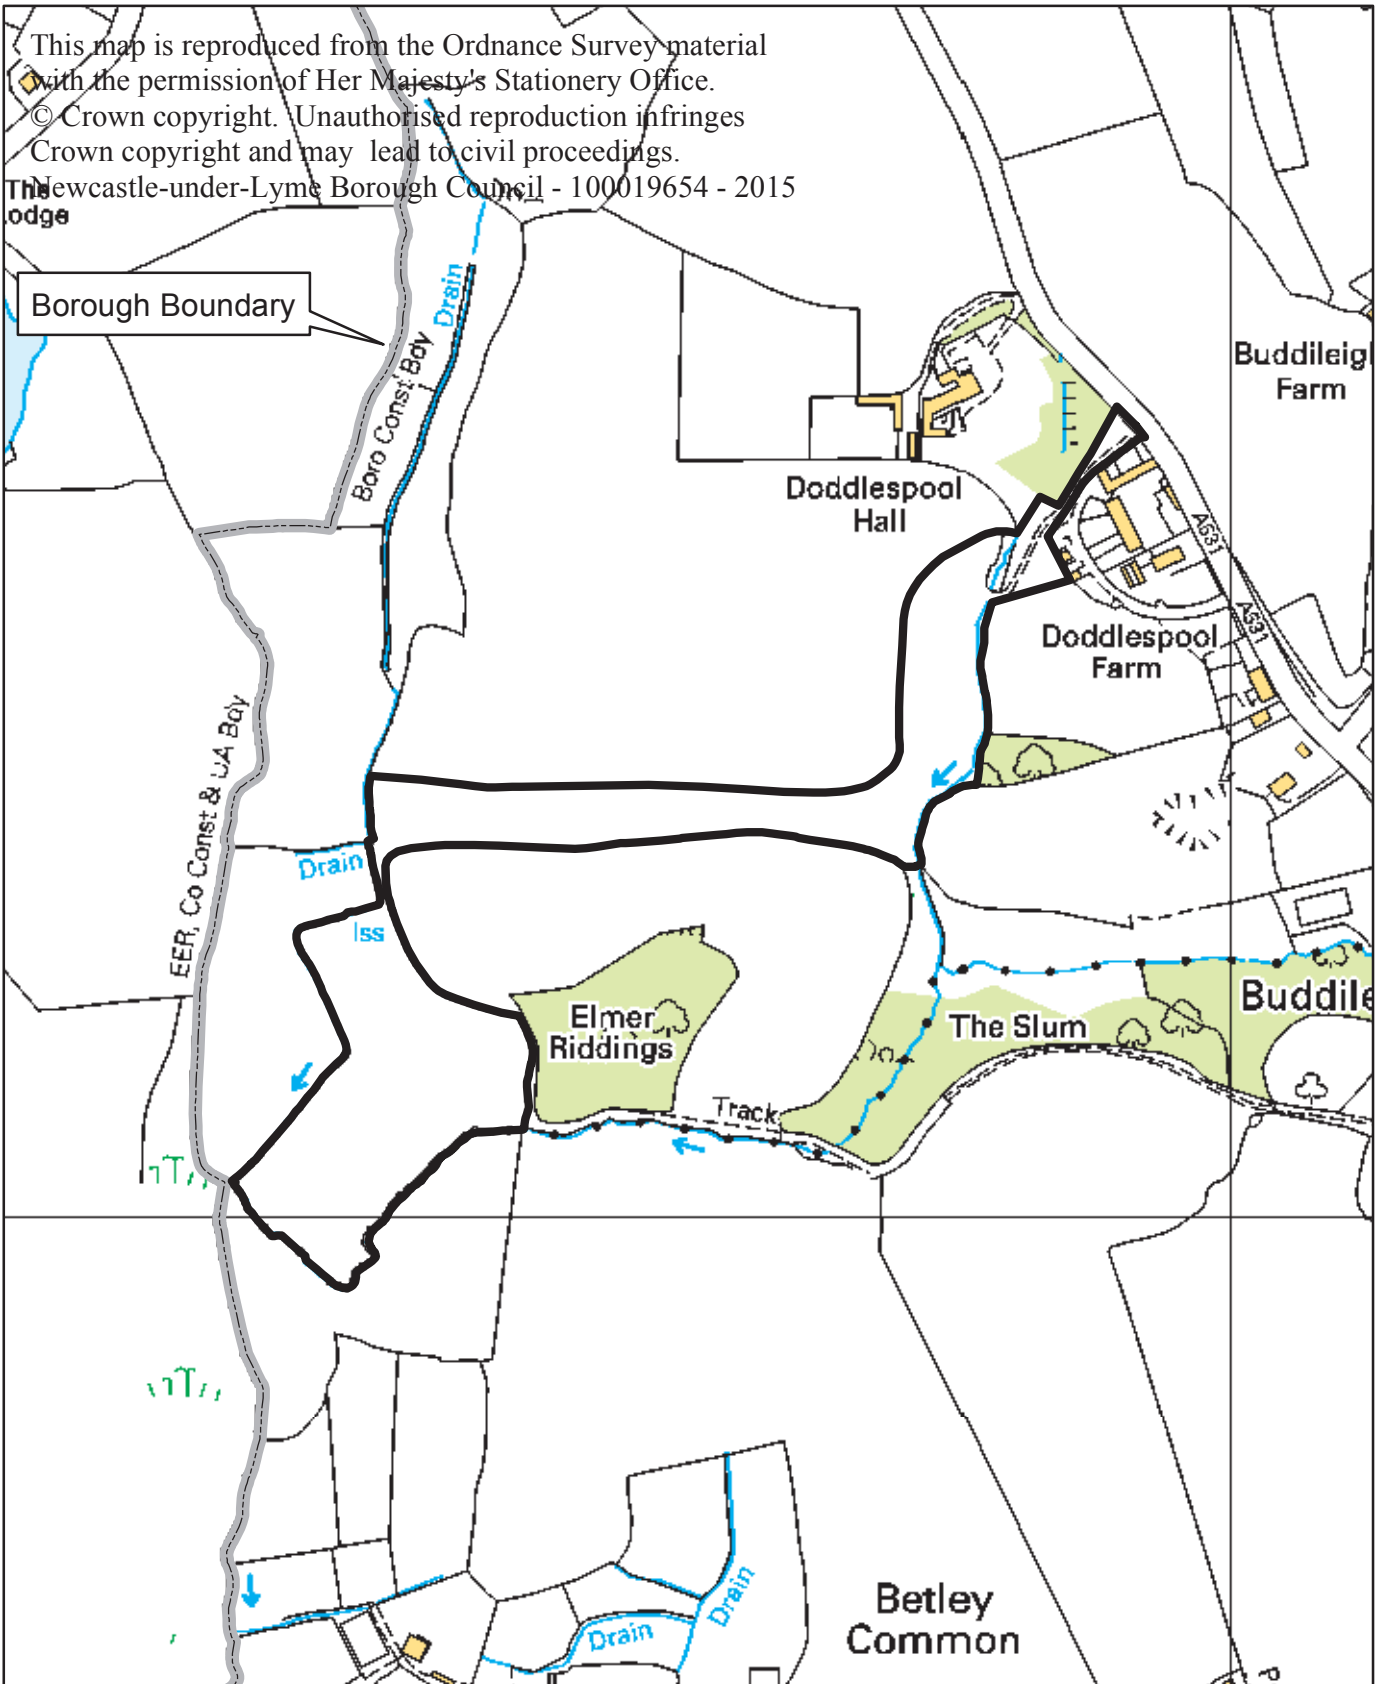 This map is reproduced from the Ordnance Survey material
with the permission of Her Majesty's Stationery Office.
© Crown copyright. Unauthorised reproduction infringes
Crown copyright and may lead to civil proceedings.
Newcastle-under-Lyme Borough Council - 100019654 - 2015
The
odge
Borough Boundary
Drain
Boro Const Bdy
Buddileig
Farm
Doddlespool
Hall
A531
A531
Doddlespool
Farm
EER, Co Const & UA Bdy
Drain
Iss
Elmer
Riddings
The Slum
Buddile
Track
Drain
Drain
Betley
Common
P